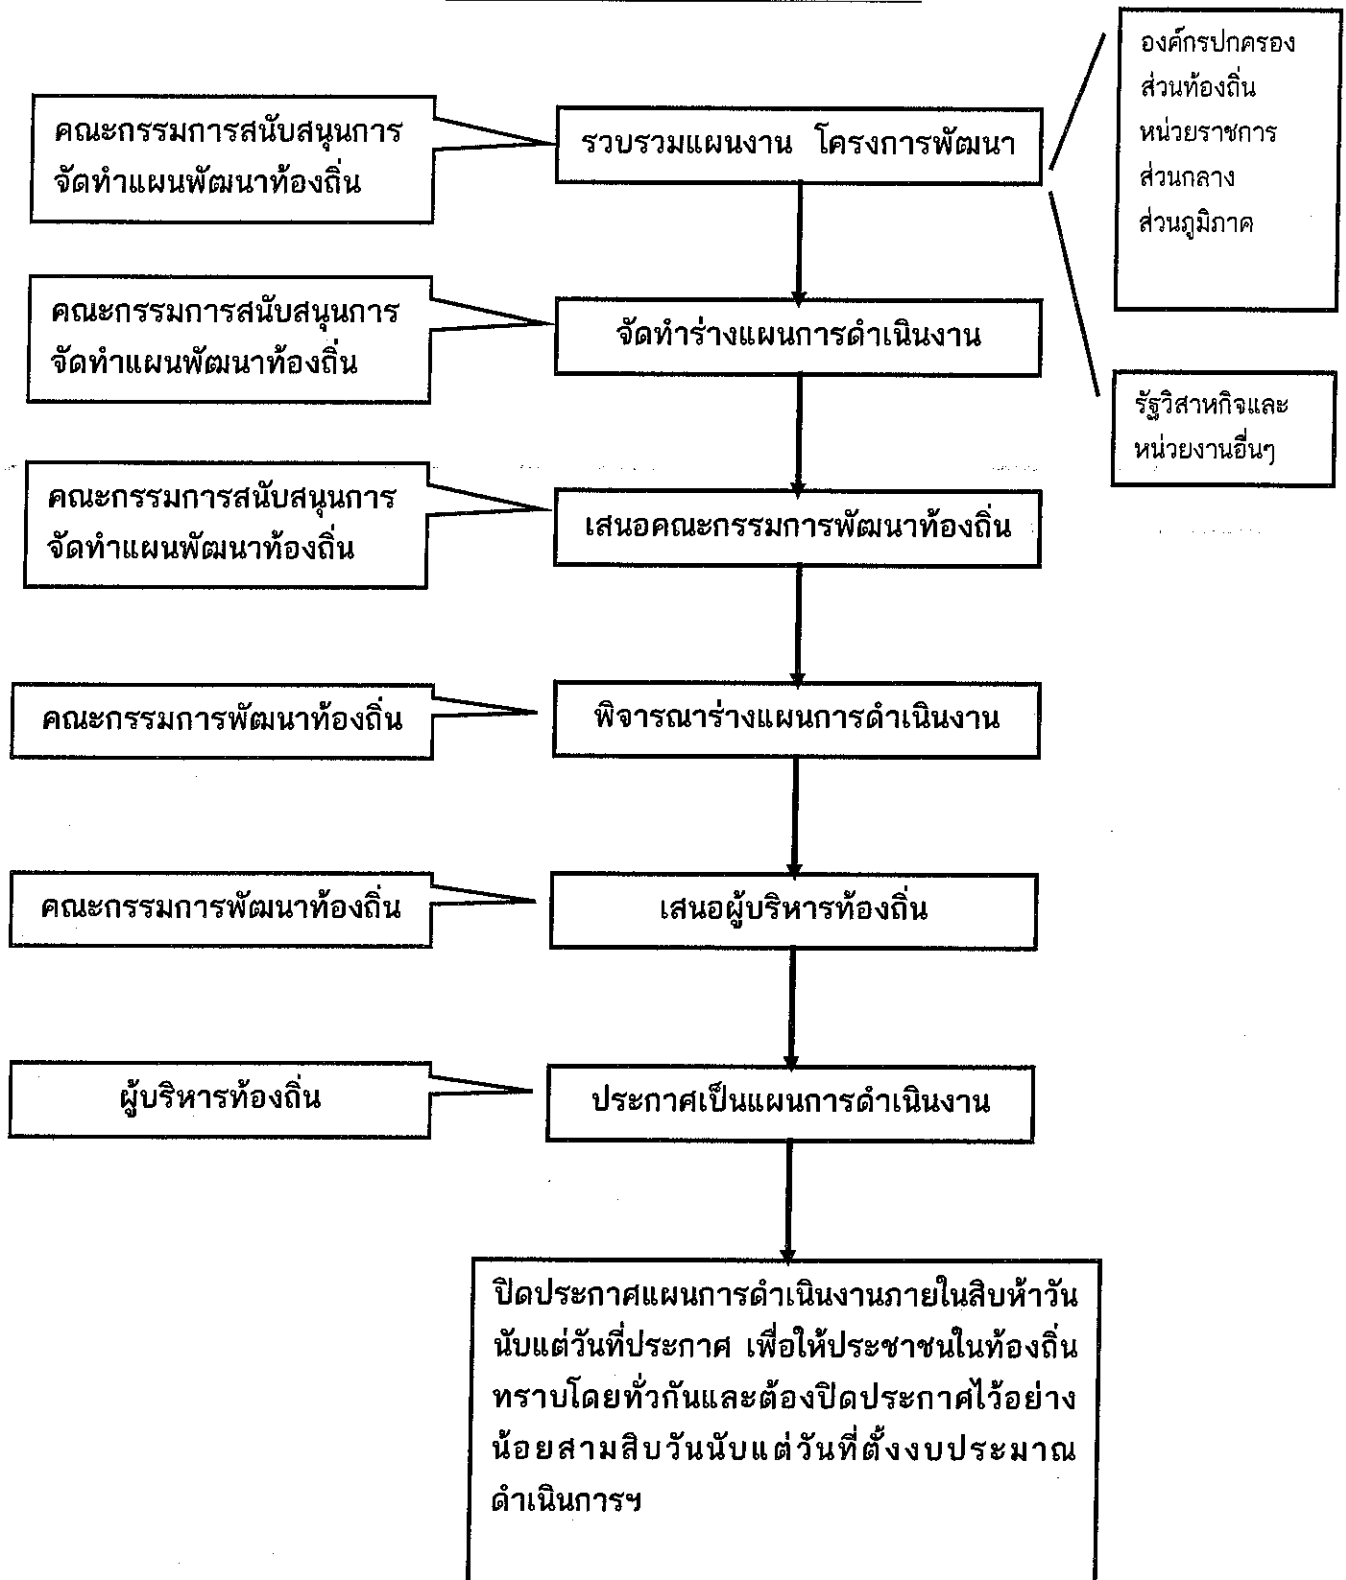 องค์กรปกครอง
ส่วนท้องถิ่น
หน่วยราชการ
ส่วนกลาง
ส่วนภูมิภาค
คณะกรรมการสนับสนุนการ
จัดทำแผนพัฒนาท้องถิ่น
รวบรวมแผนงาน โครงการพัฒนา
คณะกรรมการสนับสนุนการ
จัดทำแผนพัฒนาท้องถิ่น
จัดทำร่างแผนการดำเนินงาน
รัฐวิสาหกิจและ
หน่วยงานอื่นๆ
คณะกรรมการสนับสนุนการ
จัดทำแผนพัฒนาท้องถิ่น
เสนอคณะกรรมการพัฒนาท้องถิ่น
คณะกรรมการพัฒนาท้องถิ่น
พิจารณาร่างแผนการดำเนินงาน
คณะกรรมการพัฒนาท้องถิ่น
เสนอผู้บริหารท้องถิ่น
ผู้บริหารท้องถิ่น
ประกาศเป็นแผนการดำเนินงาน
ปิดประกาศแผนการดำเนินงานภายในสิบห้าวัน
นับแต่วันที่ประกาศ เพื่อให้ประชาชนในท้องถิ่น
ทราบโดยทั่วกันและต้องปิดประกาศไว้อย่าง
น้อยสามสิบวันนับแต่วันที่ตั้งงบประมาณ
ดำเนินการฯ